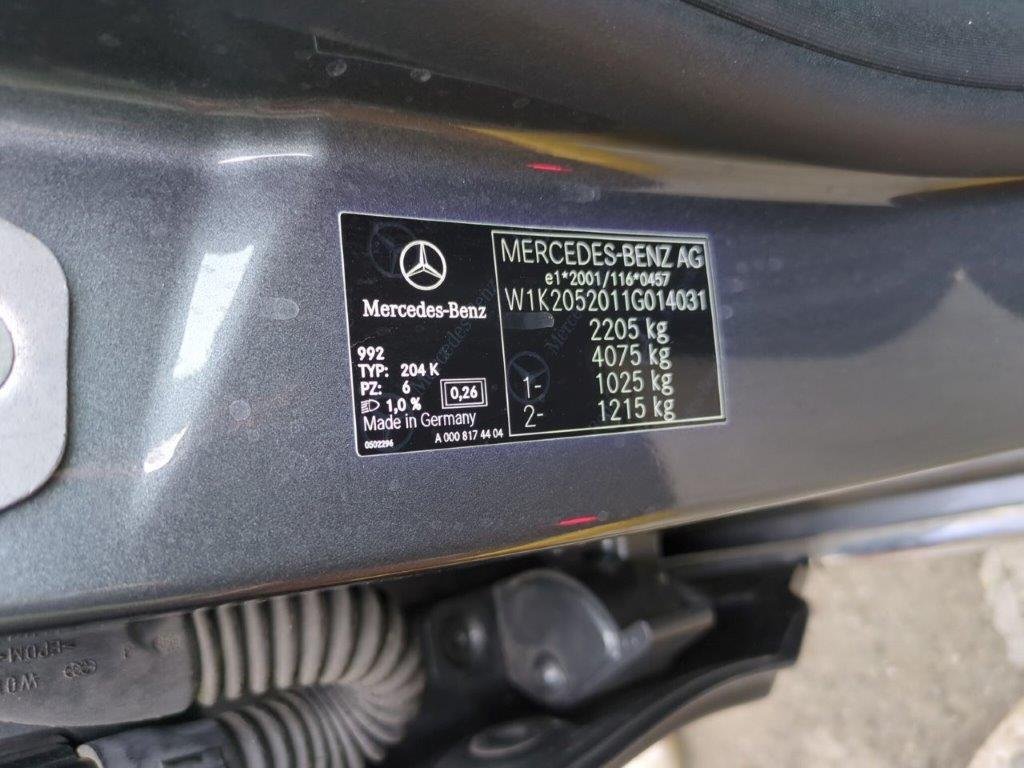 Mercedes-Benz
992
TYP: 204 K
PZ: 6
1,0 %
0,26
Made in Germany
0502296
A 000 817 44 04
MERCEDES-BENZ AG
e1*2001/116*0457
W1K2052011G014031
2205 kg
4075 kg
1- 1025 kg
2- 1215 kg
>EPDM<